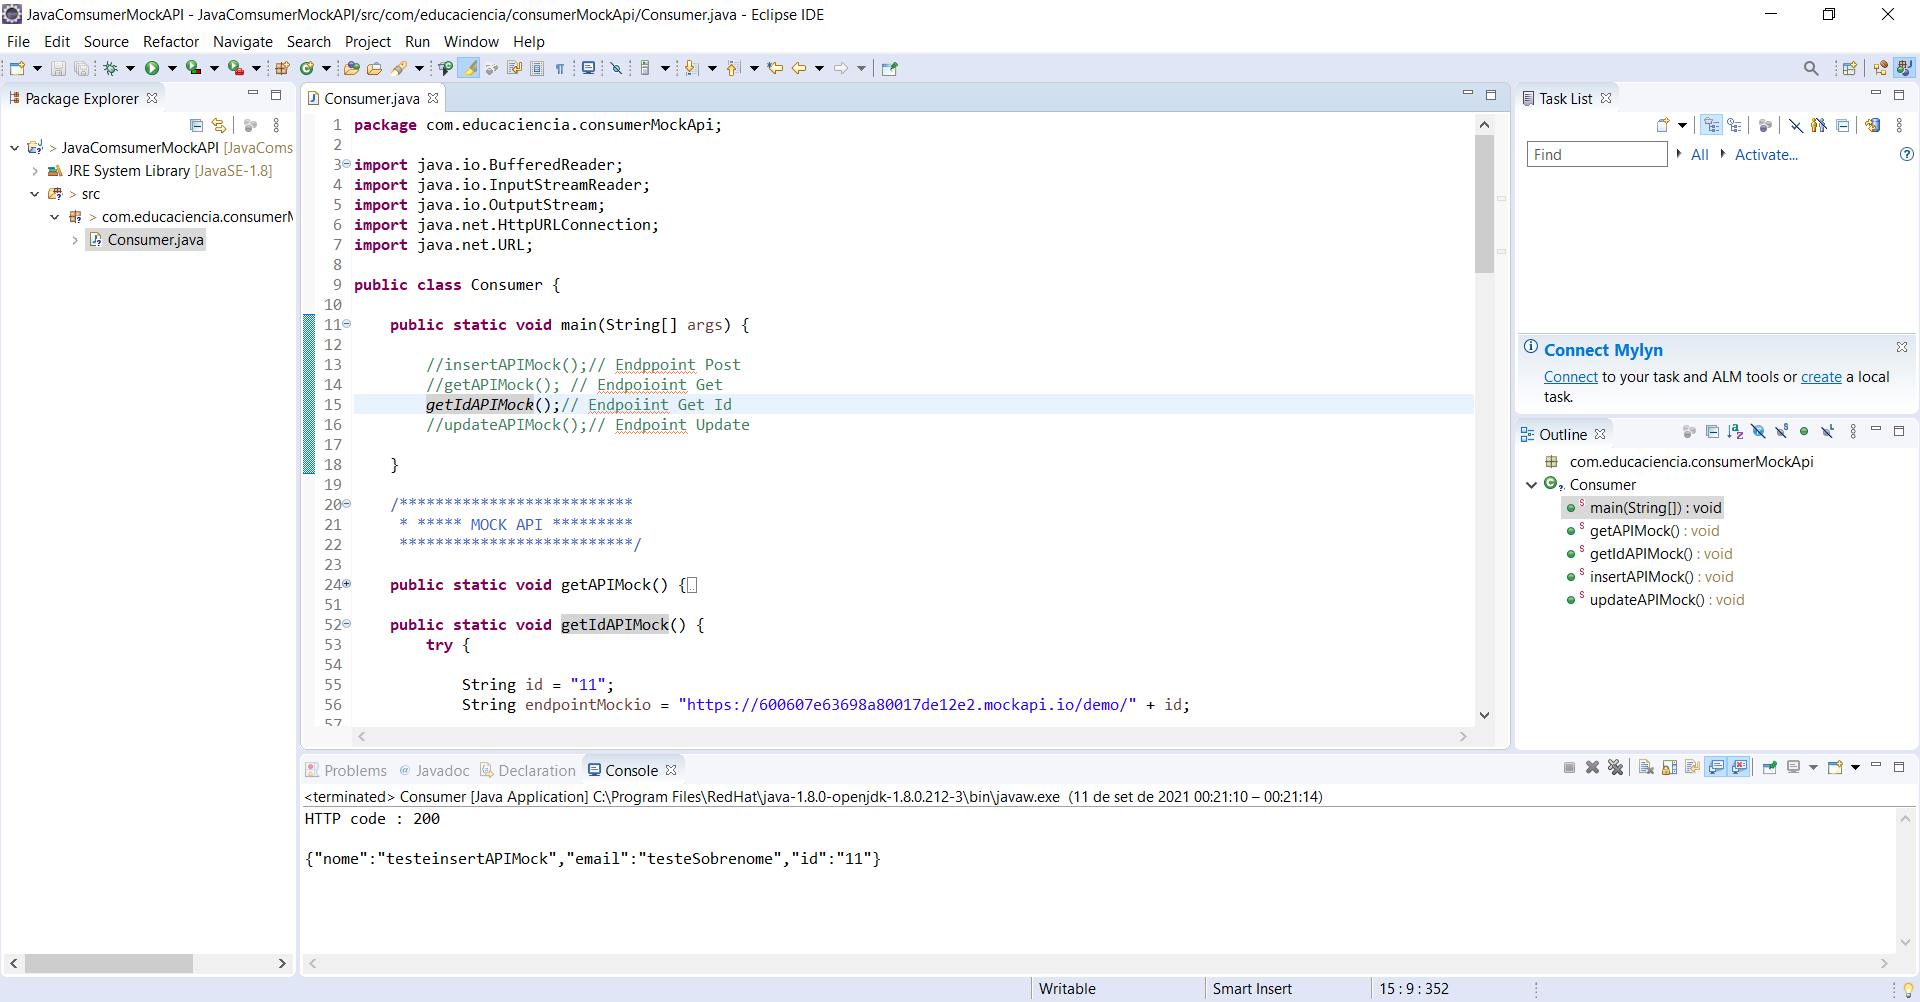 JavaComsumerMockAPI - JavaComsumerMockAPI/src/com/educaciencia/consumerMockApi/Consumer.java - Eclipse IDE
File Edit Source Refactor Navigate Search Project Run Window Help
Package Explorer
JavaComsumerMockAPI [JavaComs
JRE System Library [JavaSE-1.8]
> src
> com.educaciencia.consumerM
Consumer.java
Consumer.java
1 package com.educaciencia.consumerMockApi;
2
3 import java.io.BufferedReader;
4 import java.io.InputStreamReader;
5 import java.io.OutputStream;
6 import java.net.HttpURLConnection;
7 import java.net.URL;
8
9 public class Consumer {
10
11 public static void main(String[] args) {
12
13 //insertAPIMock();// Endppoint Post
14 //getAPIMock(); // Endpoioint Get
15 getIdAPIMock();// Endpoiint Get Id
16 //updateAPIMock();// Endpoint Update
17
18 }
19
20 /**************************
21 * ***** MOCK API *********
22 **************************/
23
24 public static void getAPIMock() {
51
52 public static void getIdAPIMock() {
53 try {
54
55 String id = "11";
56 String endpointMockio = "https://600607e63698a80017de12e2.mockapi.io/demo/" + id;
57
Task List
Find All Activate...
Connect Mylyn
Connect to your task and ALM tools or create a local
task.
Outline
com.educaciencia.consumerMockApi
Consumer
main(String[]) : void
getAPIMock() : void
getIdAPIMock() : void
insertAPIMock() : void
updateAPIMock() : void
Problems @ Javadoc Declaration Console
<terminated> Consumer [Java Application] C:\Program Files\RedHat\java-1.8.0-openjdk-1.8.0.212-3\bin\javaw.exe (11 de set de 2021 00:21:10 – 00:21:14)
HTTP code : 200
{"nome":"testeinsertAPIMock","email":"testeSobrenome","id":"11"}
Writable Smart Insert 15 : 9 : 352